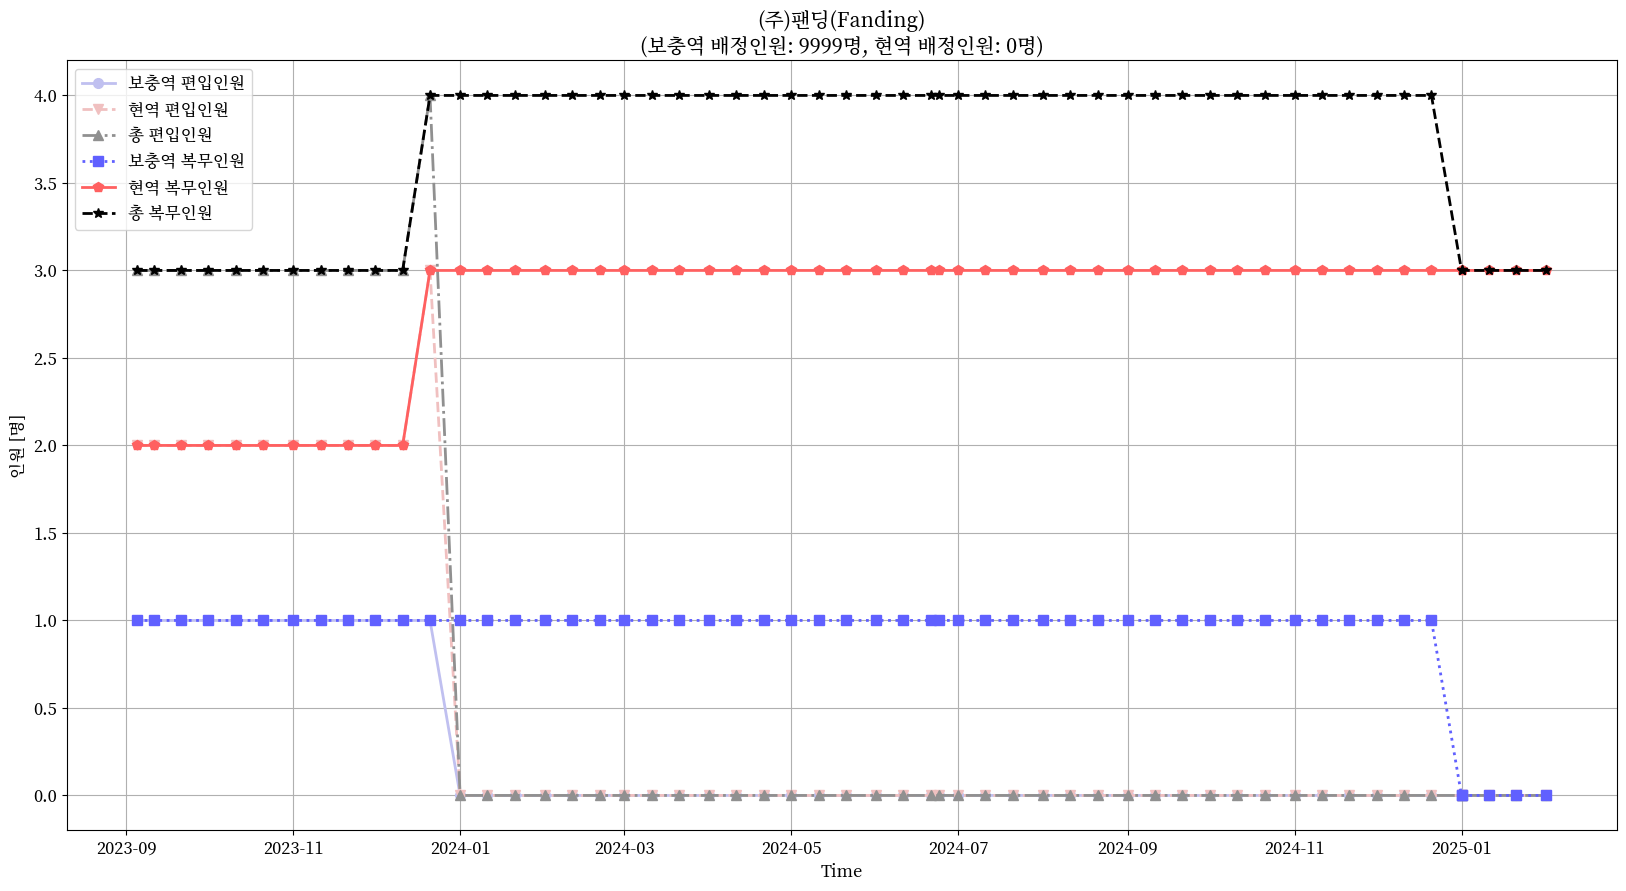 (주)팬딩(Fanding)
(보충역 배정인원: 9999명, 현역 배정인원: 0명)
보충역 편입인원
현역 편입인원
총 편입인원
보충역 복무인원
현역 복무인원
총 복무인원
인원 [명]
4.0
3.5
3.0
2.5
2.0
1.5
1.0
0.5
0.0
2023-09 2023-11 2024-01 2024-03 2024-05 2024-07 2024-09 2024-11 2025-01
Time